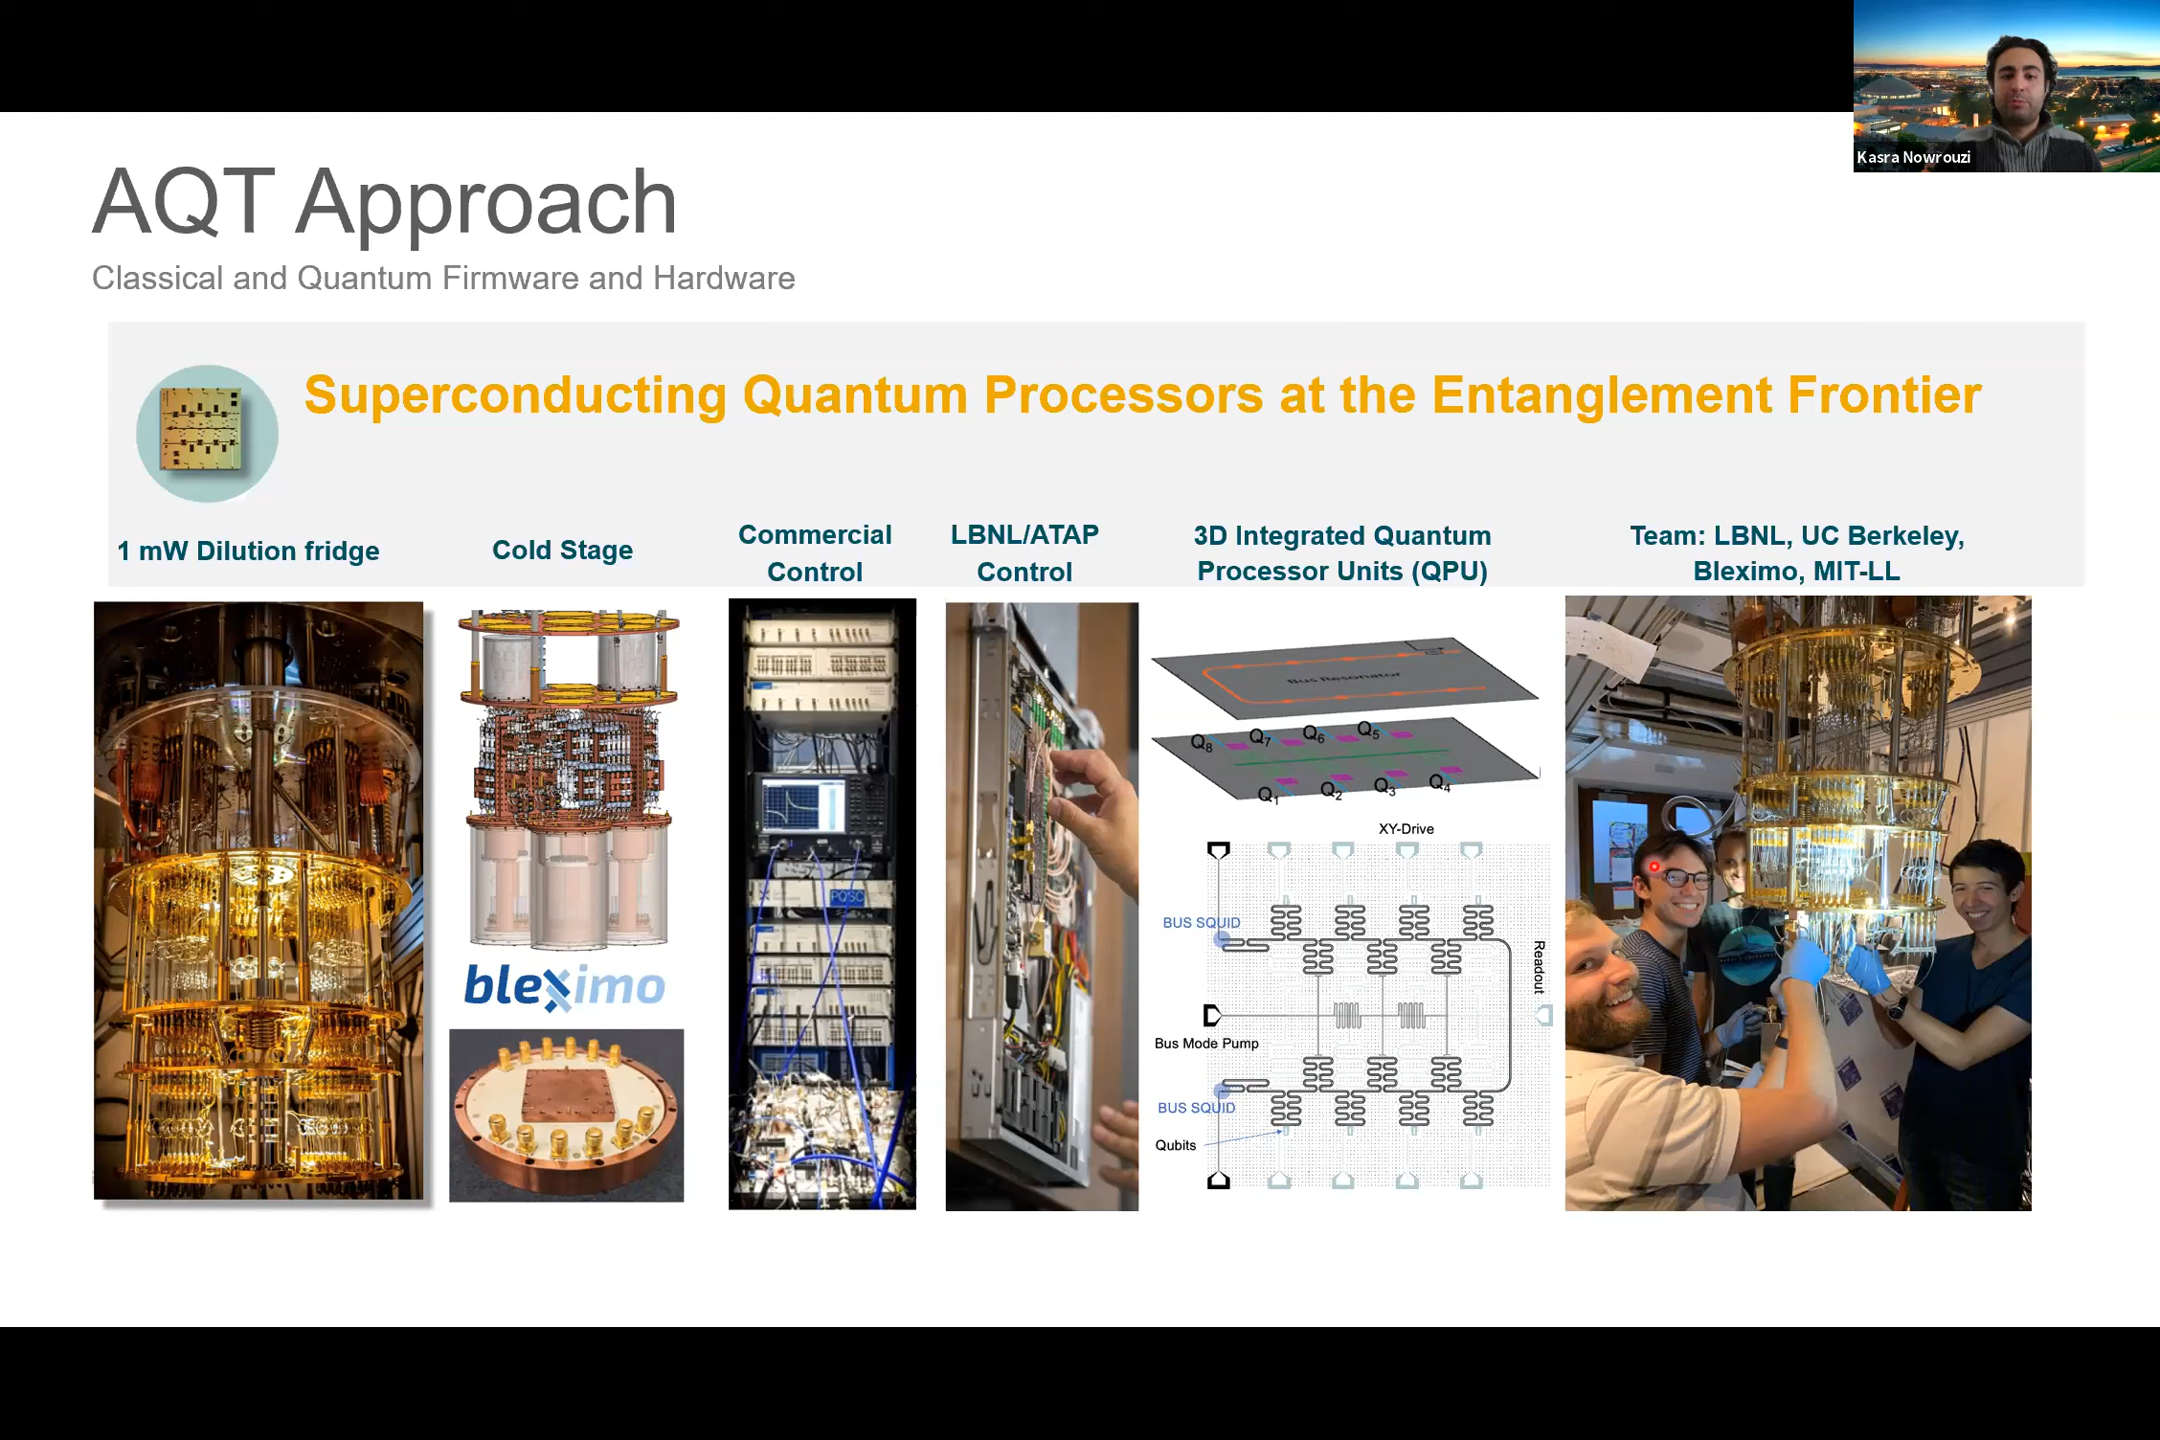 Kasra Nowrouzi
AQT Approach
Classical and Quantum Firmware and Hardware
Superconducting Quantum Processors at the Entanglement Frontier
1 mW Dilution fridge
Cold Stage
Commercial
Control
LBNL/ATAP
Control
3D Integrated Quantum
Processor Units (QPU)
Team: LBNL, UC Berkeley,
Bleximo, MIT-LL
bleximo
PQSC
Bus Resonator
Q8 Q7 Q6 Q5
Q1 Q2 Q3 Q4
XY-Drive
BUS SQUID
Readout
Bus Mode Pump
BUS SQUID
Qubits